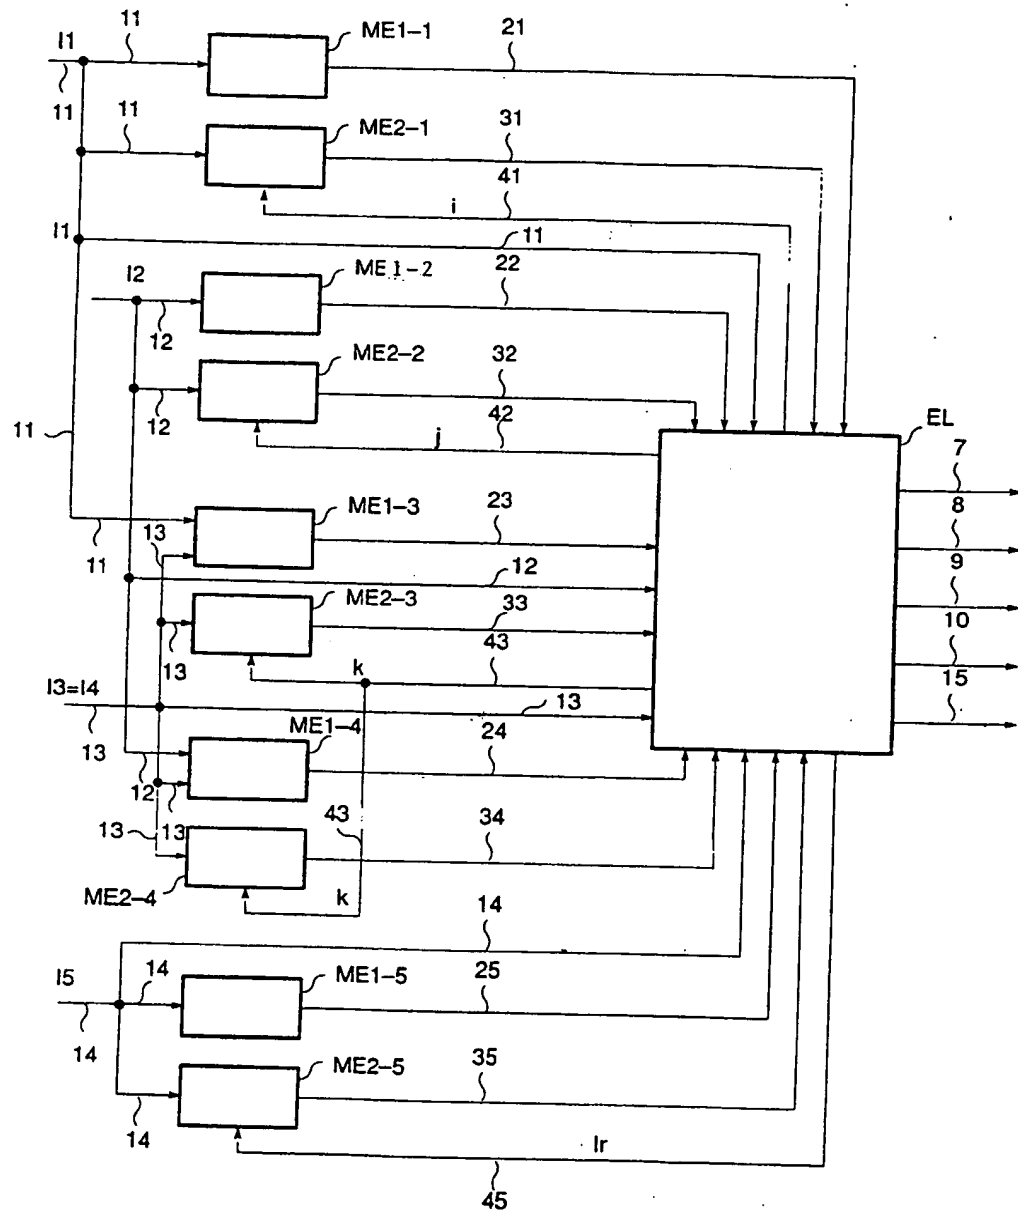 11 ME1-1 21
I1
11
11 ME2-1 31
41
i
I1 11
I2 ME1-2 22
12
ME2-2 32
12 42
11 j EL
7
8
ME1-3 23
13 9
11 12
ME2-3 33 10
13 43
k 15
I3=I4 13
13 ME1-4 24
12 13
13 13 43 34
ME2-4 k
14
I5 14 ME1-5 25
14
ME2-5 35
14
Ir
45